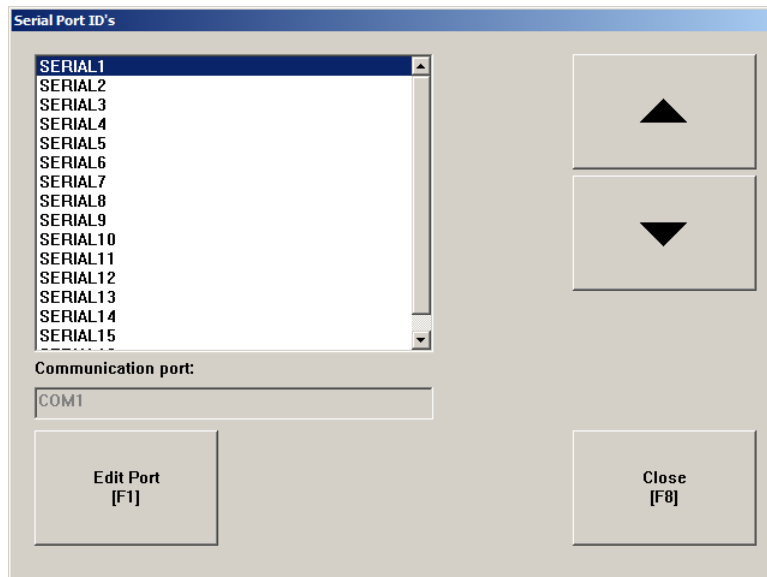 Serial Port ID's
SERIAL1
SERIAL2
SERIAL3
SERIAL4
SERIAL5
SERIAL6
SERIAL7
SERIAL8
SERIAL9
SERIAL10
SERIAL11
SERIAL12
SERIAL13
SERIAL14
SERIAL15
Communication port:
COM1
Edit Port
[F1]
Close
[F8]